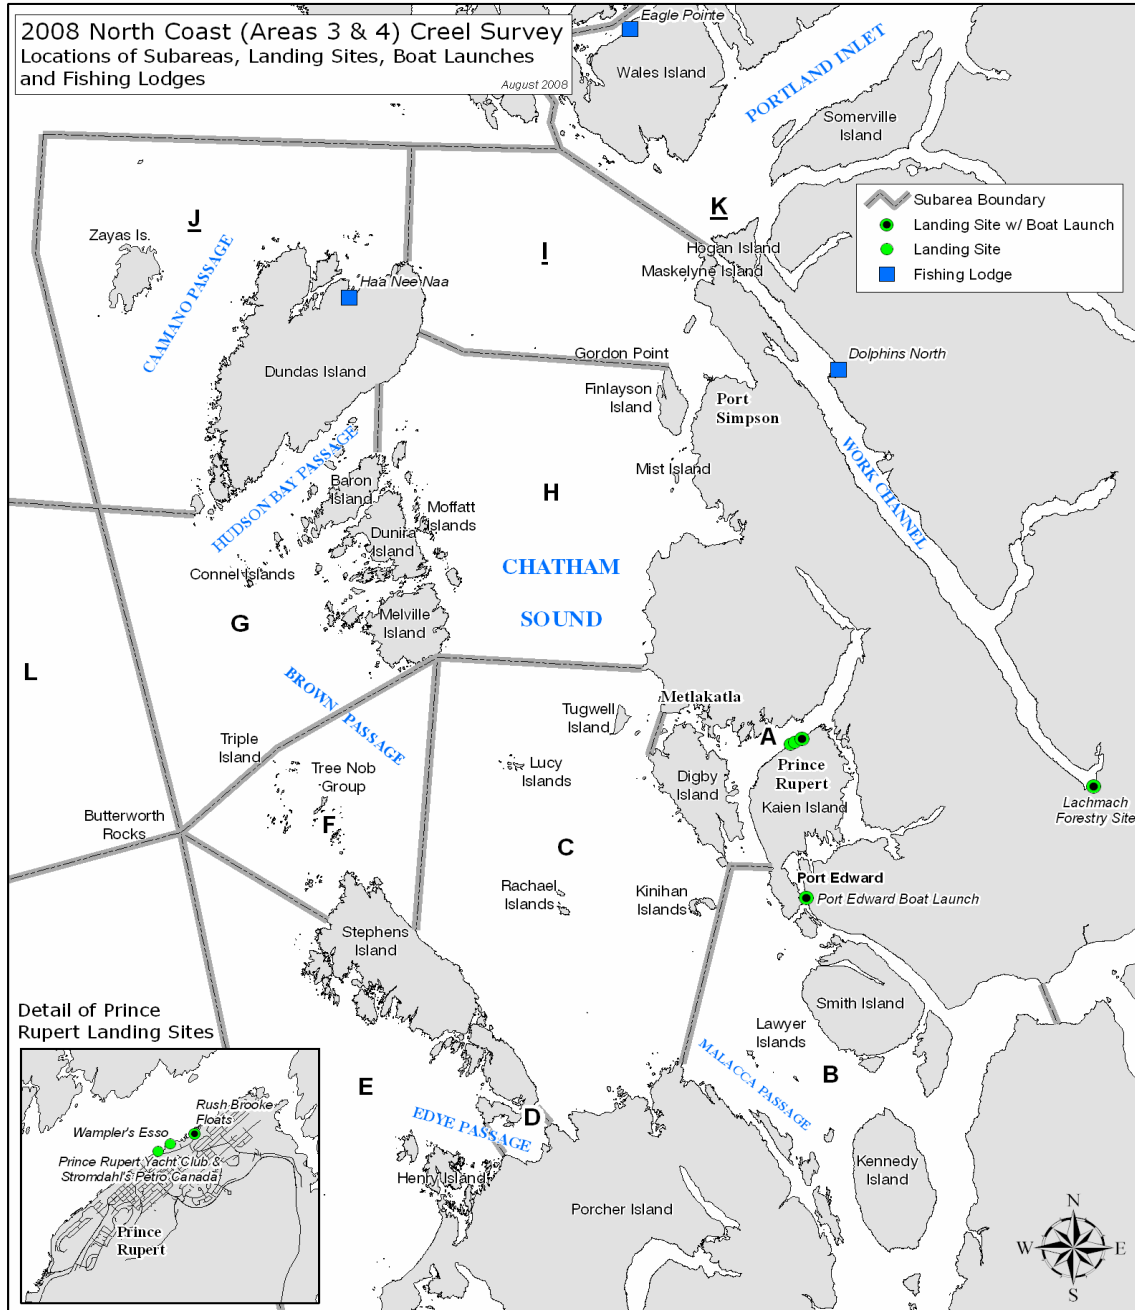 2008 North Coast (Areas 3 & 4) Creel Survey
Locations of Subareas, Landing Sites, Boat Launches
and Fishing Lodges
August 2008
Eagle Pointe
Wales Island
PORTLAND INLET
Somerville
Island
Subarea Boundary
Landing Site w/ Boat Launch
Landing Site
Fishing Lodge
J
K
I
Zayas Is.
CAAMANO PASSAGE
Haa Nee Naa
Hogan Island
Maskelyne Island
Dundas Island
Gordon Point
Finlayson
Island
Dolphins North
Port
Simpson
HUDSON BAY PASSAGE
Baron
Island
Mist Island
WORK CHANNEL
H
Moffatt
Islands
Dunira
Island
Connel Islands
CHATHAM
SOUND
G
Melville
Island
L
BROWN PASSAGE
Metlakatla
Tugwell
Island
Triple
Island
A
Prince
Rupert
Lucy
Islands
Digby
Island
Kaien Island
Tree Nob
Group
Lachmach
Forestry Site
Butterworth
Rocks
F
C
Port Edward
Port Edward Boat Launch
Rachael
Islands
Kinihan
Islands
Stephens
Island
Smith Island
Lawyer
Islands
MALACCA PASSAGE
B
E
D
EDYE PASSAGE
Henry Island
Kennedy
Island
Porcher Island
Detail of Prince
Rupert Landing Sites
Rush Brooke
Floats
Wampler's Esso
Prince Rupert Yacht Club &
Stromdahl's Petro Canada
Prince
Rupert
N
W
E
S